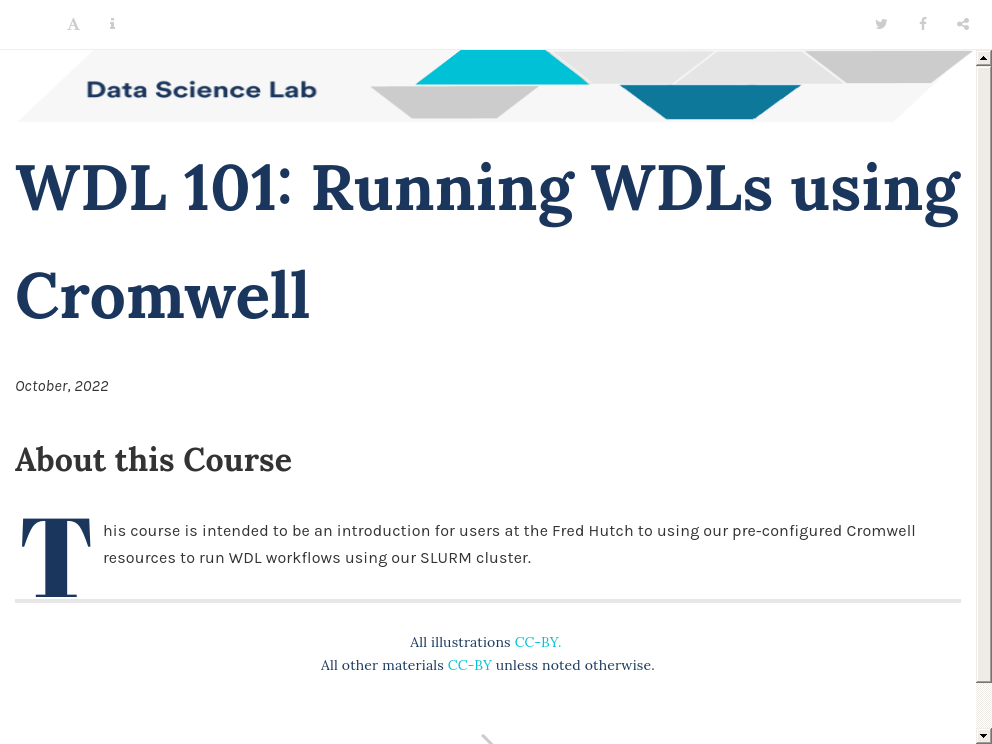 Data Science Lab
WDL 101: Running WDLs using
Cromwell
October, 2022
About this Course
This course is intended to be an introduction for users at the Fred Hutch to using our pre-configured Cromwell
resources to run WDL workflows using our SLURM cluster.
All illustrations CC-BY.
All other materials CC-BY unless noted otherwise.